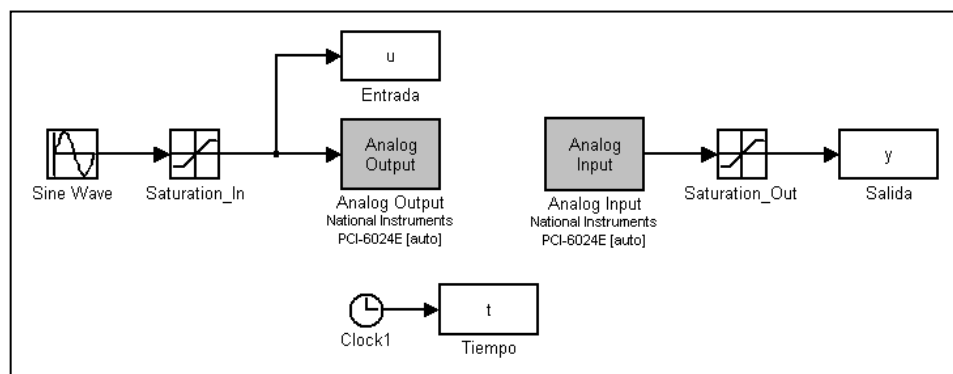 u
Entrada
Sine Wave
Saturation_In
Analog
Output
Analog Output
National Instruments
PCI-6024E [auto]
Analog
Input
Analog Input
National Instruments
PCI-6024E [auto]
Saturation_Out
y
Salida
Clock1
t
Tiempo